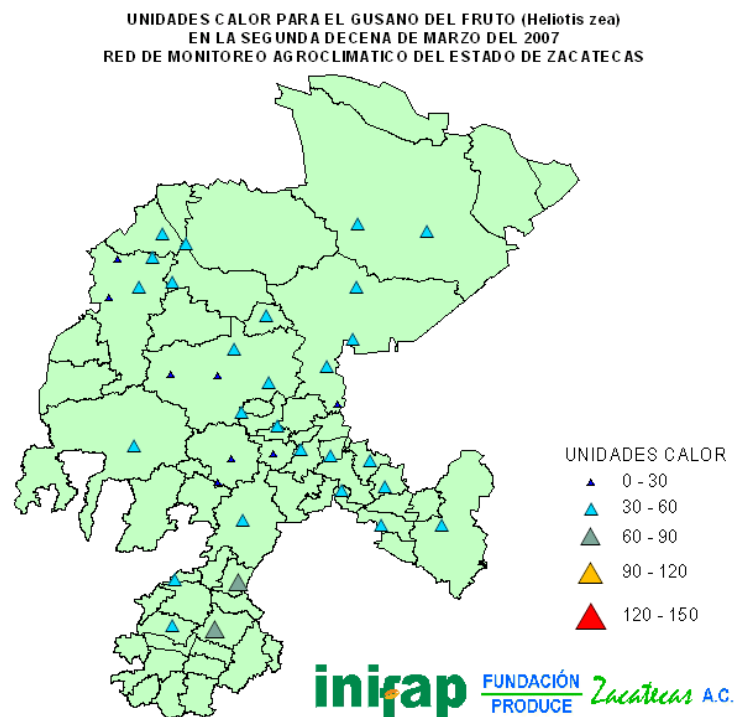 UNIDADES CALOR PARA EL GUSANO DEL FRUTO (Heliotis zea)
EN LA SEGUNDA DECENA DE MARZO DEL 2007
RED DE MONITOREO AGROCLIMATICO DEL ESTADO DE ZACATECAS
UNIDADES CALOR
0 - 30
30 - 60
60 - 90
90 - 120
120 - 150
inifap
FUNDACIÓN
PRODUCE
Zacatecas A.C.